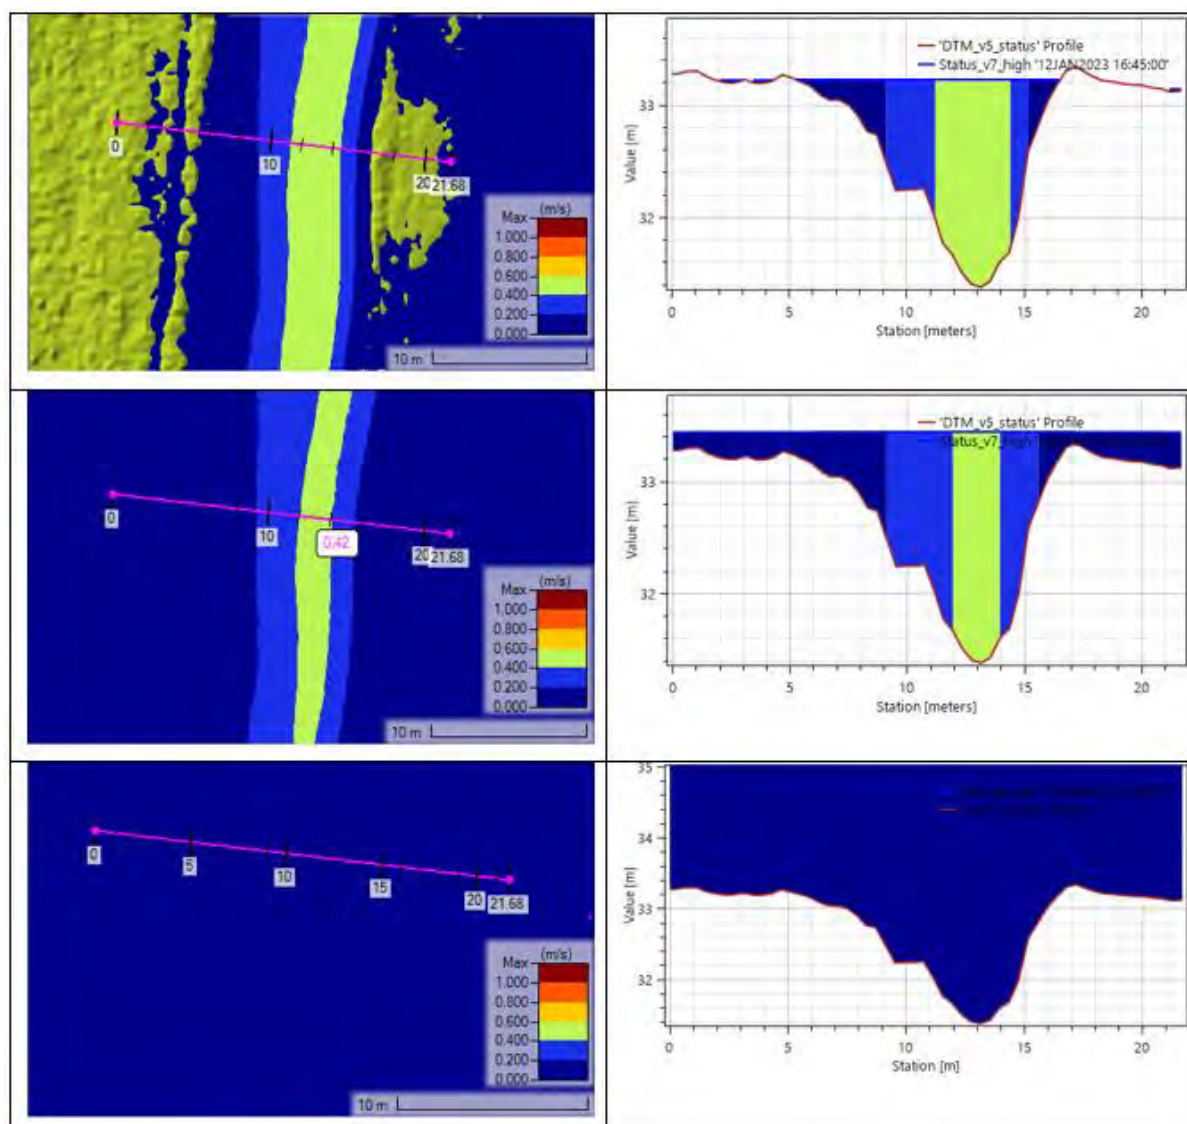 0
10
20 21.68
(m/s)
Max
1.000
0.800
0.600
0.400
0.200
0.000
10 m
'DTM_v5_status' Profile
Status_v7_high '12JAN2023 16:45:00'
Value [m]
33
32
0 5 10 15 20
Station [meters]
0
10
0.42
20 21.68
(m/s)
Max
1.000
0.800
0.600
0.400
0.200
0.000
10 m
'DTM_v5_status' Profile
Status_v7_high
Value [m]
33
32
0 5 10 15 20
Station [meters]
0
5
10
15
20 21.68
(m/s)
Max
1.000
0.800
0.600
0.400
0.200
0.000
10 m
Value [m]
35
34
33
32
0 5 10 15 20
Station [m]